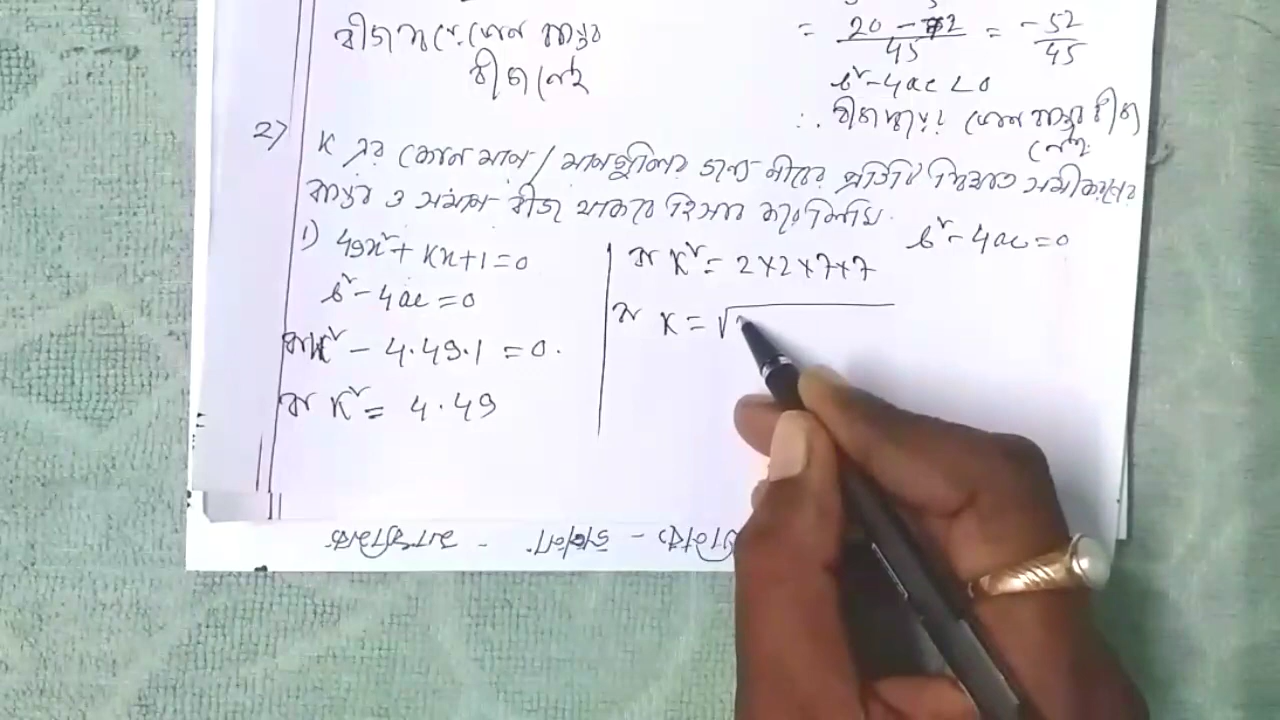 বীজদ্বয়ের কোন বাস্তব
বীজ নেই
= 20 - 72 / 45 = -52 / 45
b² - 4ac < 0
∴ বীজদ্বয়ের কোন বাস্তব বীজ
নেই
2) K এর কোন মান / মানগুলির জন্য নীচের প্রতিটি দ্বিঘাত সমীকরণের
বাস্তব ও সমান বীজ থাকবে হিসাব করে লিখি।
b² - 4ac = 0
1) 49x² + Kx + 1 = 0
b² - 4ac = 0
বা K² - 4.49.1 = 0.
বা K² = 4.49
বা K² = 2×2×7×7
বা K = √